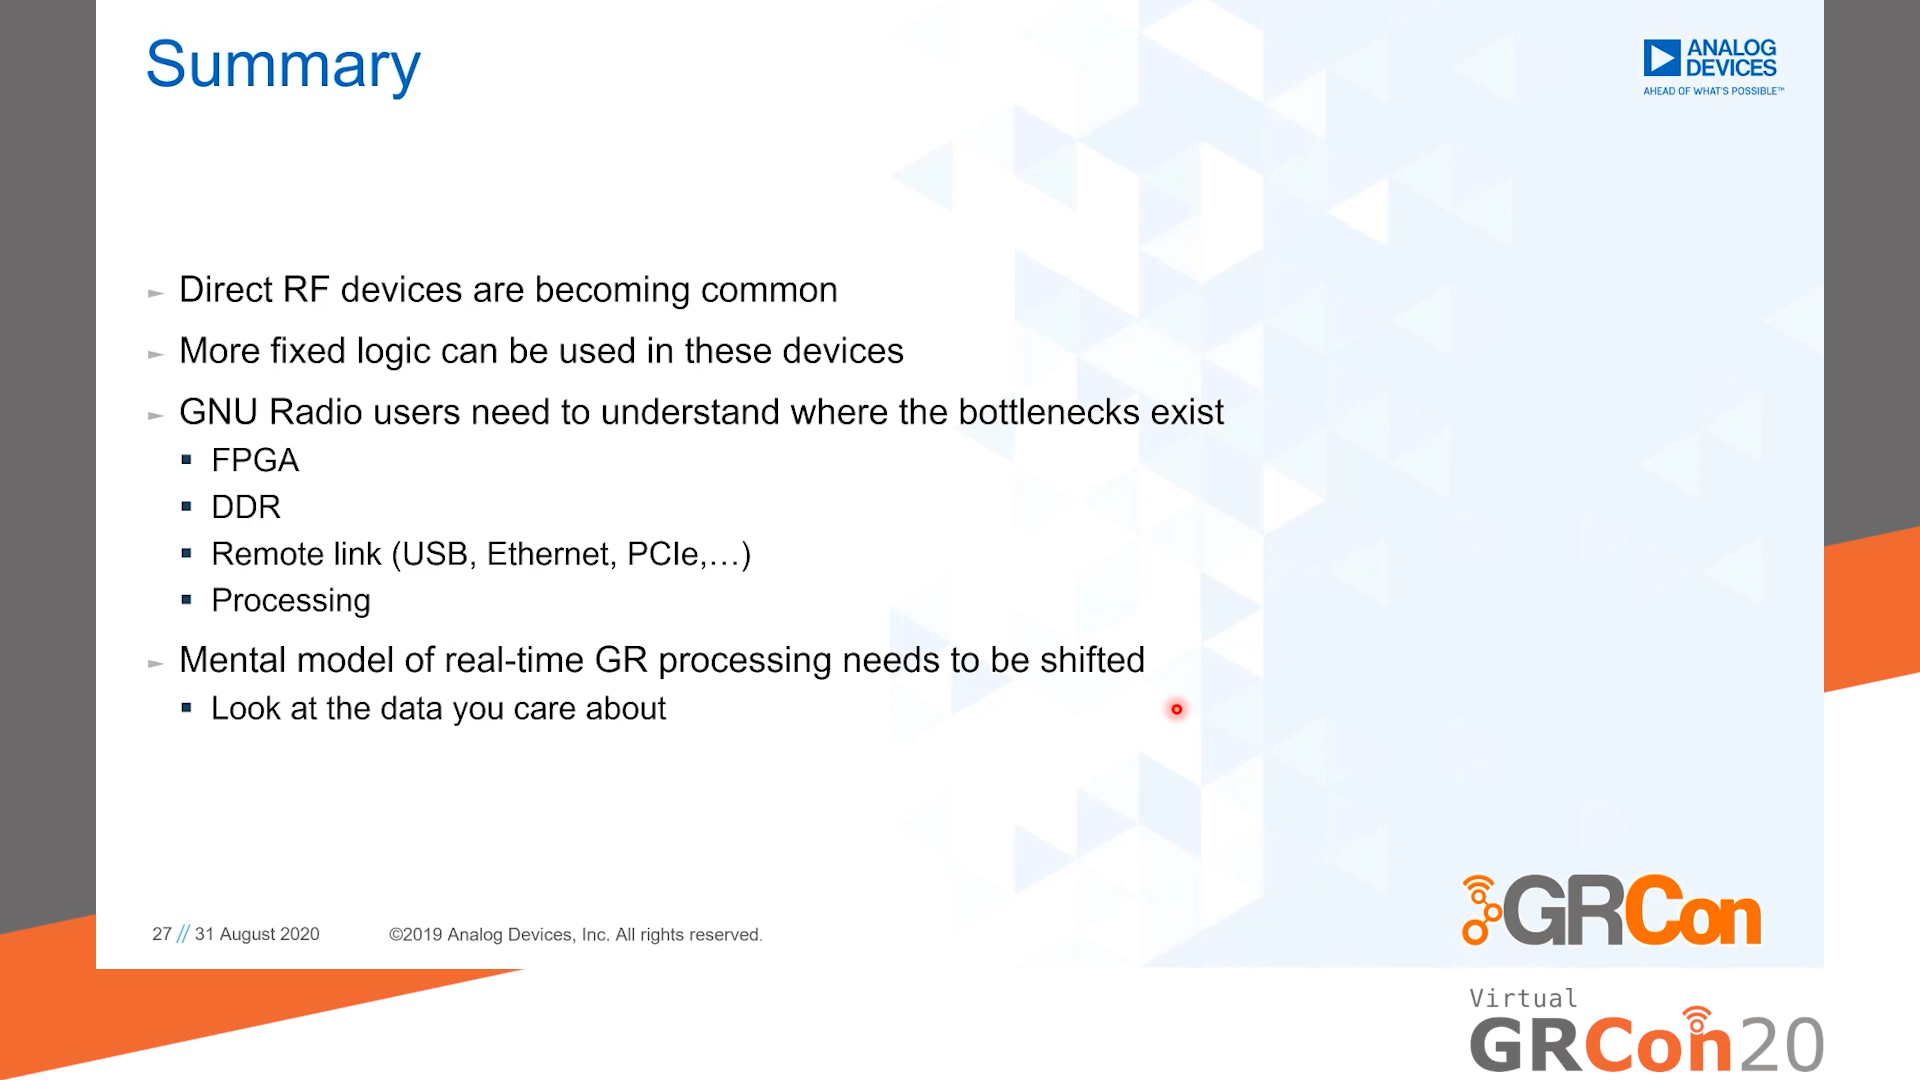 Summary
ANALOG
DEVICES
AHEAD OF WHAT'S POSSIBLE™
► Direct RF devices are becoming common
► More fixed logic can be used in these devices
► GNU Radio users need to understand where the bottlenecks exist
▪ FPGA
▪ DDR
▪ Remote link (USB, Ethernet, PCIe,…)
▪ Processing
► Mental model of real-time GR processing needs to be shifted
▪ Look at the data you care about
27 // 31 August 2020 ©2019 Analog Devices, Inc. All rights reserved.
GRCon
Virtual
GRCon20